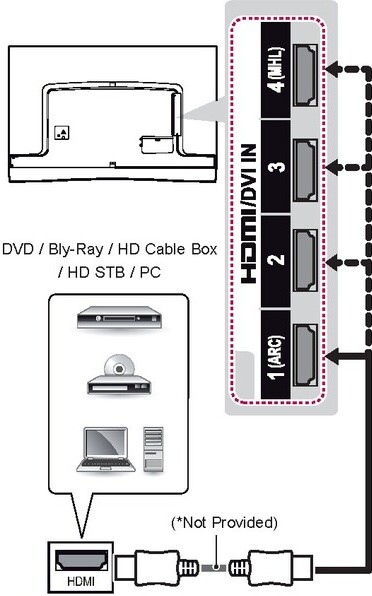 4 (MHL)
3
HDMI/DVI IN
2
1 (ARC)
DVD / Bly-Ray / HD Cable Box
/ HD STB / PC
(*Not Provided)
HDMI